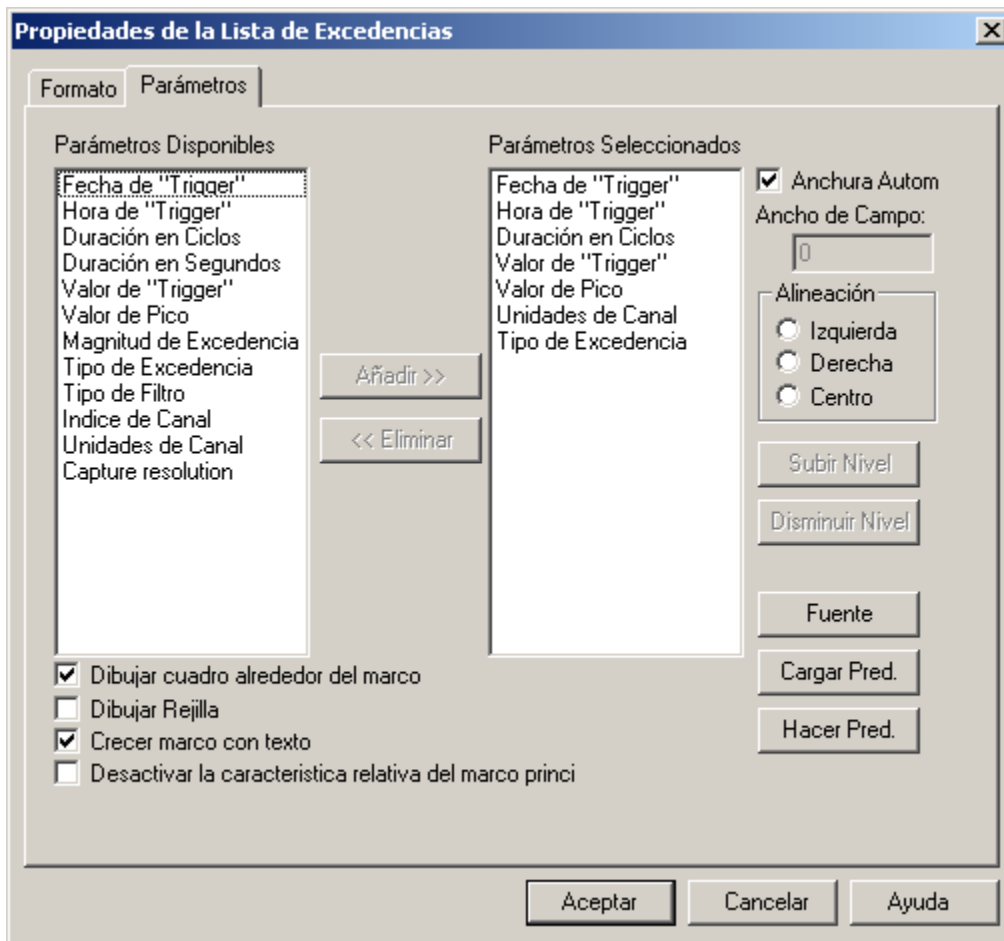 Propiedades de la Lista de Excedencias
Formato
Parámetros
Parámetros Disponibles
Fecha de "Trigger"
Hora de "Trigger"
Duración en Ciclos
Duración en Segundos
Valor de "Trigger"
Valor de Pico
Magnitud de Excedencia
Tipo de Excedencia
Tipo de Filtro
Indice de Canal
Unidades de Canal
Capture resolution
Añadir >>
<< Eliminar
Parámetros Seleccionados
Fecha de "Trigger"
Hora de "Trigger"
Duración en Ciclos
Valor de "Trigger"
Valor de Pico
Unidades de Canal
Tipo de Excedencia
Anchura Autom
Ancho de Campo:
0
Alineación
Izquierda
Derecha
Centro
Subir Nivel
Disminuir Nivel
Fuente
Cargar Pred.
Hacer Pred.
Dibujar cuadro alrededor del marco
Dibujar Rejilla
Crecer marco con texto
Desactivar la caracteristica relativa del marco princi
Aceptar
Cancelar
Ayuda